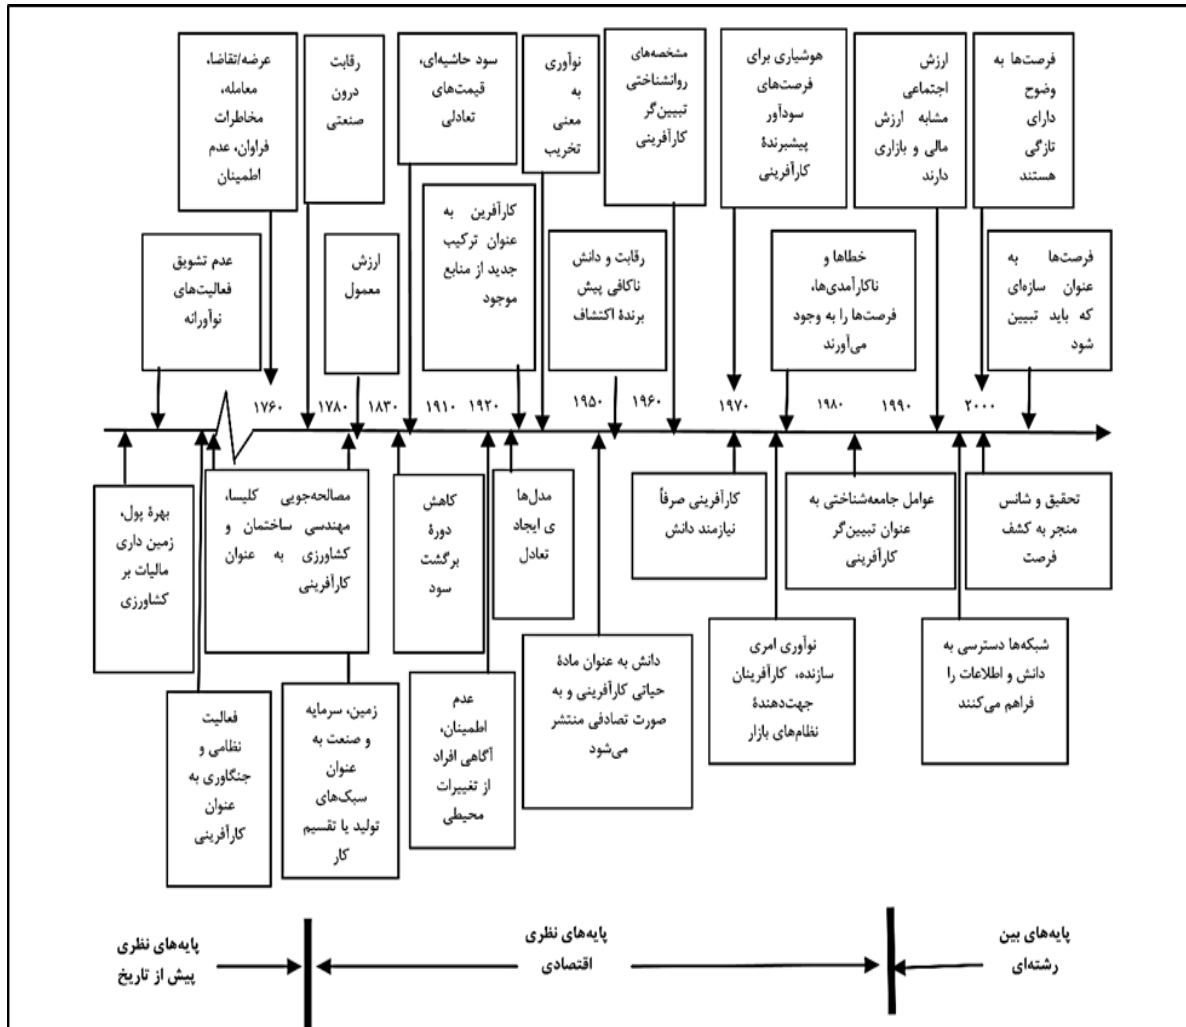 عرضه/تقاضا،
معامله،
مخاطرات
فراوان، عدم
اطمینان
رقابت
درون
صنعتی
سود حاشیه‌ای،
قیمت‌های
تعادلی
نوآوری
به
معنی
تخریب
مشخصه‌های
روانشناختی
تبیین‌گر
کارآفرینی
هوشیاری برای
فرصت‌های
سودآور
پیشبرندهٔ
کارآفرینی
ارزش
اجتماعی
مشابه ارزش
مالی و بازاری
دارند
فرصت‌ها به
وضوح
دارای
تازگی
هستند
عدم تشویق
فعالیت‌های
نوآورانه
ارزش
معمول
کارآفرین به
عنوان ترکیب
جدید از منابع
موجود
رقابت و دانش
ناکافی پیش
برندهٔ اکتشاف
خطاها و
ناکارآمدی‌ها،
فرصت‌ها را به وجود
می‌آورند
فرصت‌ها به
عنوان سازه‌ای
که باید تبیین
شود
۱۷۶۰ ۱۷۸۰ ۱۸۳۰ ۱۹۱۰ ۱۹۲۰ ۱۹۵۰ ۱۹۶۰ ۱۹۷۰ ۱۹۸۰ ۱۹۹۰ ۲۰۰۰
بهرهٔ پول،
زمین داری
مالیات بر
کشاورزی
مصالحه‌جویی کلیسا،
مهندسی ساختمان و
کشاورزی به عنوان
کارآفرینی
کاهش
دورهٔ
برگشت
سود
مدل‌ها
ی ایجاد
تعادل
کارآفرینی صرفاً
نیازمند دانش
عوامل جامعه‌شناختی به
عنوان تبیین‌گر
کارآفرینی
تحقیق و شانس
منجر به کشف
فرصت
فعالیت
نظامی و
جنگاوری به
عنوان
کارآفرینی
زمین، سرمایه
و صنعت به
عنوان
سبک‌های
تولید یا تقسیم
کار
عدم
اطمینان،
آگاهی افراد
از تغییرات
محیطی
دانش به عنوان مادهٔ
حیاتی کارآفرینی و به
صورت تصادفی منتشر
می‌شود
نوآوری امری
سازنده، کارآفرینان
جهت‌دهندهٔ
نظام‌های بازار
شبکه‌ها دسترسی به
دانش و اطلاعات را
فراهم می‌کنند
پایه‌های نظری
پیش از تاریخ
پایه‌های نظری
اقتصادی
پایه‌های بین
رشته‌ای